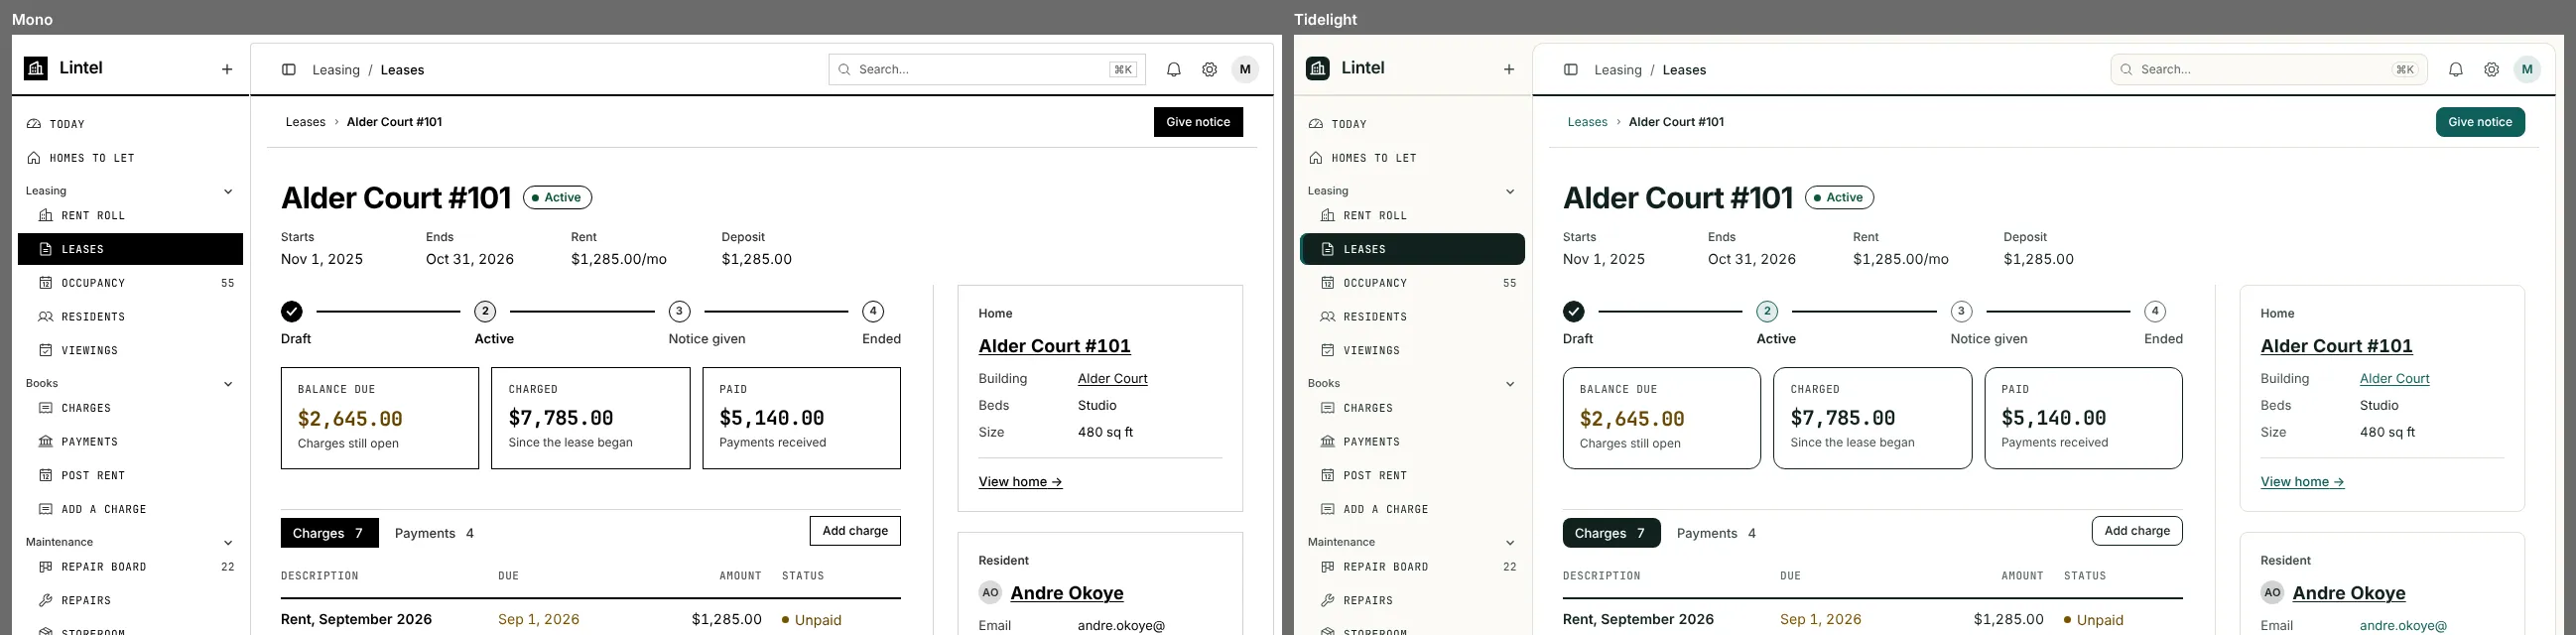 Mono
Lintel
Leasing / Leases
Search...
⌘K
M
TODAY
HOMES TO LET
Leasing
RENT ROLL
LEASES
OCCUPANCY 55
RESIDENTS
VIEWINGS
Books
CHARGES
PAYMENTS
POST RENT
ADD A CHARGE
Maintenance
REPAIR BOARD 22
REPAIRS
STOREROOM
Leases › Alder Court #101
Give notice
Alder Court #101
Active
Starts Ends Rent Deposit
Nov 1, 2025 Oct 31, 2026 $1,285.00/mo $1,285.00
2 3 4
Draft Active Notice given Ended
BALANCE DUE
$2,645.00
Charges still open
CHARGED
$7,785.00
Since the lease began
PAID
$5,140.00
Payments received
Charges 7
Payments 4
Add charge
DESCRIPTION DUE AMOUNT STATUS
Rent, September 2026 Sep 1, 2026 $1,285.00 Unpaid
Home
Alder Court #101
Building Alder Court
Beds Studio
Size 480 sq ft
View home →
Resident
AO Andre Okoye
Email andre.okoye@
Tidelight
Lintel
Leasing / Leases
Search...
⌘K
M
TODAY
HOMES TO LET
Leasing
RENT ROLL
LEASES
OCCUPANCY 55
RESIDENTS
VIEWINGS
Books
CHARGES
PAYMENTS
POST RENT
ADD A CHARGE
Maintenance
REPAIR BOARD 22
REPAIRS
STOREROOM
Leases › Alder Court #101
Give notice
Alder Court #101
Active
Starts Ends Rent Deposit
Nov 1, 2025 Oct 31, 2026 $1,285.00/mo $1,285.00
2 3 4
Draft Active Notice given Ended
BALANCE DUE
$2,645.00
Charges still open
CHARGED
$7,785.00
Since the lease began
PAID
$5,140.00
Payments received
Charges 7
Payments 4
Add charge
DESCRIPTION DUE AMOUNT STATUS
Rent, September 2026 Sep 1, 2026 $1,285.00 Unpaid
Home
Alder Court #101
Building Alder Court
Beds Studio
Size 480 sq ft
View home →
Resident
AO Andre Okoye
Email andre.okoye@